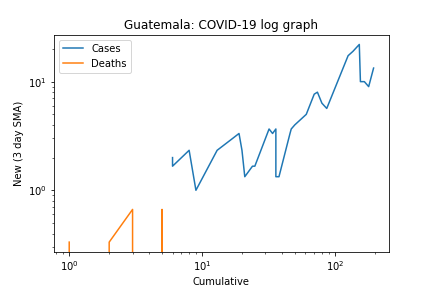 Guatemala: COVID-19 log graph
Cases
Deaths
New (3 day SMA)
10¹
10⁰
10⁰
10¹
10²
Cumulative